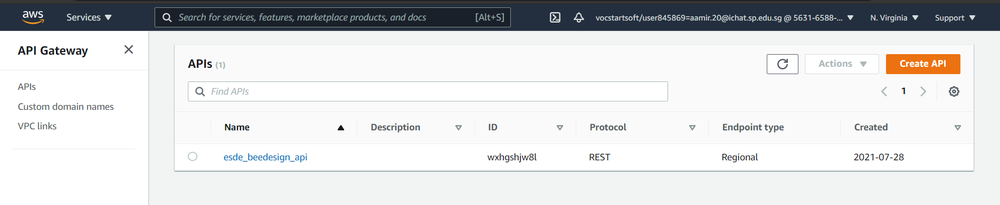 aws
Services
Search for services, features, marketplace products, and docs [Alt+S]
vocstartsoft/user845869=aamir.20@ichat.sp.edu.sg @ 5631-6588-...
N. Virginia
Support
API Gateway
APIs
Custom domain names
VPC links
APIs (1)
Actions
Create API
Find APIs
1
Name Description ID Protocol Endpoint type Created
esde_beedesign_api wxhgshjw8l REST Regional 2021-07-28